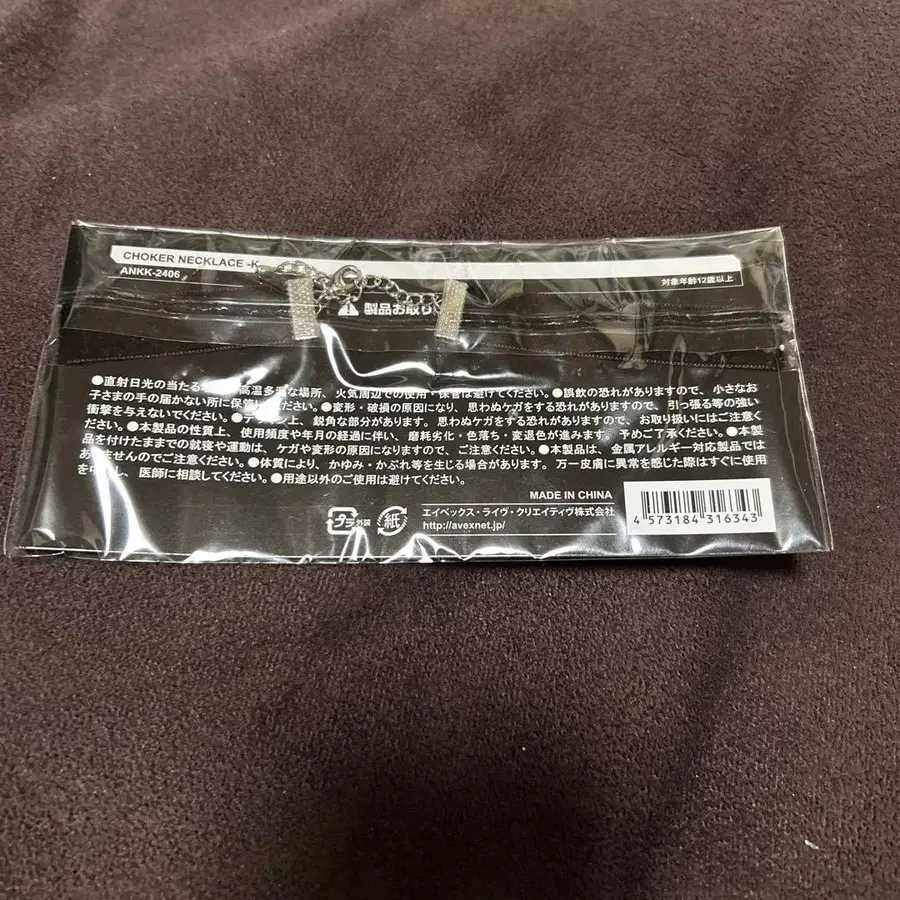 CHOKER NECKLACE -K
ANKK-2406
対象年齢12歳以上
製品お取り
●直射日光の当たる 高温多湿な場所、火気周辺での使用・保管は避けてください。●誤飲の恐れがありますので、小さなお
子さまの手の届かない所に保管 ください。●変形・破損の原因になり、思わぬケガをする恐れがありますので、引っ張る等の強い
衝撃を与えないでください。●デザイン上、鋭角な部分があります。思わぬケガをする恐れがありますので、お取り扱いにはご注意く
ださい。●本製品の性質上、使用頻度や年月の経過に伴い、磨耗劣化・色落ち・変退色が進みます。予めご了承ください。●本製
品を付けたままでの就寝や運動は、ケガや変形の原因になりますので、ご注意ください。●本製品は、金属アレルギー対応製品では
ありませんのでご注意ください。●体質により、かゆみ・かぶれ等を生じる場合があります。万一皮膚に異常を感じた際はすぐに使用
を中止し、医師に相談してください。●用途以外のご使用は避けてください。
MADE IN CHINA
プラ 外装 紙 エイベックス・ライヴ・クリエイティヴ株式会社
http://avexnet.jp/
4 573184 316343